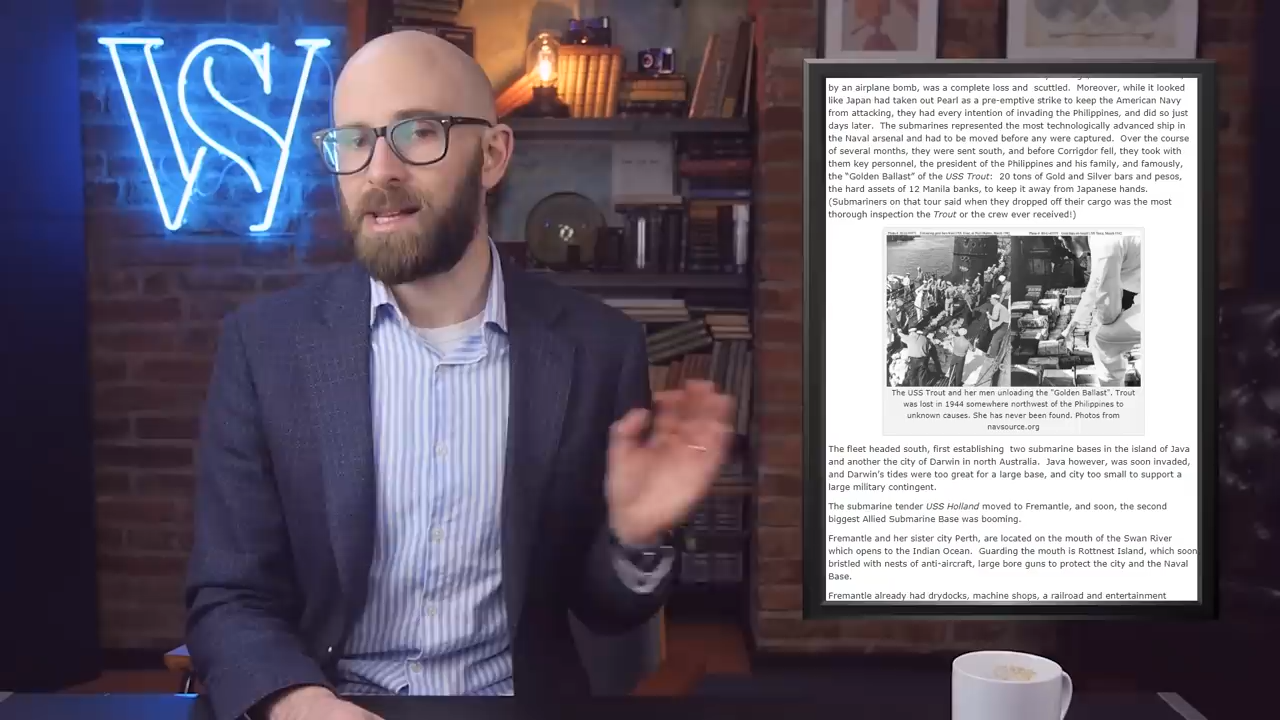 WS
by an airplane bomb, was a complete loss and scuttled. Moreover, while it looked
like Japan had taken out Pearl as a pre-emptive strike to keep the American Navy
from attacking, they had every intention of invading the Philippines, and did so just
days later. The submarines represented the most technologically advanced ship in
the Naval arsenal and had to be moved before any were captured. Over the course
of several months, they were sent south, and before Corrigdor fell, they took with
them key personnel, the president of the Philippines and his family, and famously,
the "Golden Ballast" of the USS Trout: 20 tons of Gold and Silver bars and pesos,
the hard assets of 12 Manila banks, to keep it away from Japanese hands.
(Submariners on that tour said when they dropped off their cargo was the most
thorough inspection the Trout or the crew ever received!)
The USS Trout and her men unloading the "Golden Ballast". Trout
was lost in 1944 somewhere northwest of the Philippines to
unknown causes. She has never been found. Photos from
navsource.org
The fleet headed south, first establishing two submarine bases in the island of Java
and another the city of Darwin in north Australia. Java however, was soon invaded,
and Darwin's tides were too great for a large base, and city too small to support a
large military contingent.
The submarine tender USS Holland moved to Fremantle, and soon, the second
biggest Allied Submarine Base was booming.
Fremantle and her sister city Perth, are located on the mouth of the Swan River
which opens to the Indian Ocean. Guarding the mouth is Rottnest Island, which soon
bristled with nests of anti-aircraft, large bore guns to protect the city and the Naval
Base.
Fremantle already had drydocks, machine shops, a railroad and entertainment